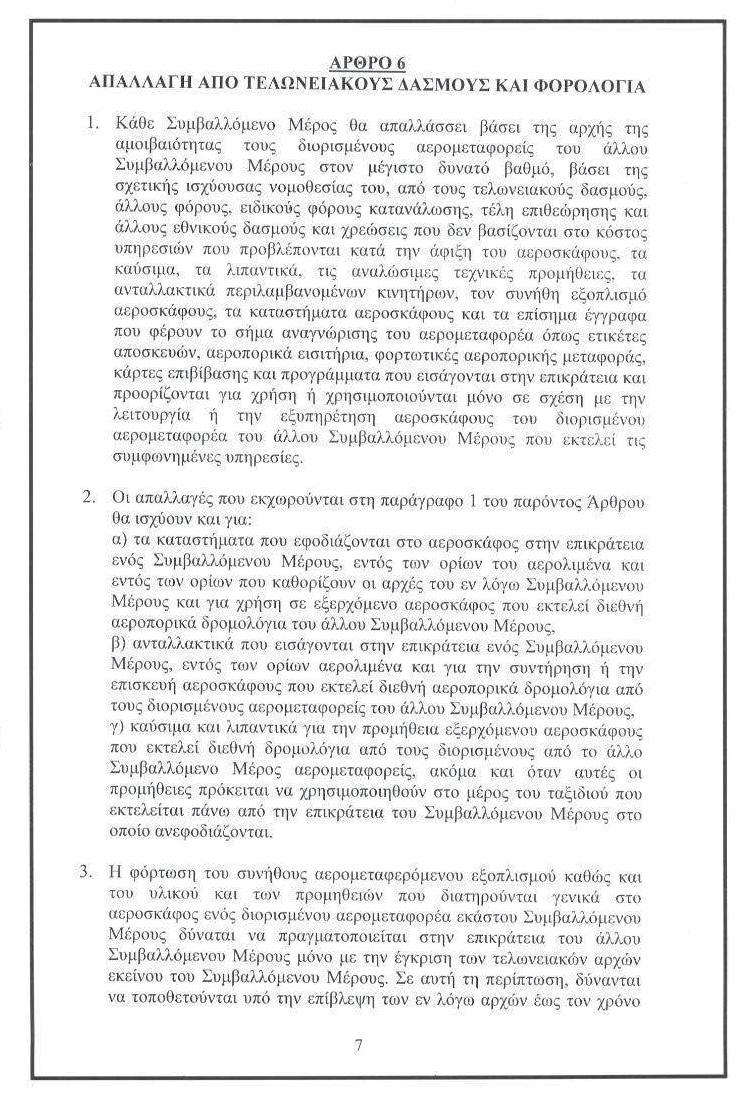 ΑΡΘΡΟ 6
ΑΠΑΛΛΑΓΗ ΑΠΟ ΤΕΛΩΝΕΙΑΚΟΥΣ ΔΑΣΜΟΥΣ ΚΑΙ ΦΟΡΟΛΟΓΙΑ
1. Κάθε Συμβαλλόμενο Μέρος θα απαλλάσσει βάσει της αρχής της
αμοιβαιότητας τους διορισμένους αερομεταφορείς του άλλου
Συμβαλλόμενου Μέρους στον μέγιστο δυνατό βαθμό, βάσει της
σχετικής ισχύουσας νομοθεσίας του, από τους τελωνειακούς δασμούς,
άλλους φόρους, ειδικούς φόρους κατανάλωσης, τέλη επιθεώρησης και
άλλους εθνικούς δασμούς και χρεώσεις που δεν βασίζονται στο κόστος
υπηρεσιών που προβλέπονται κατά την άφιξη του αεροσκάφους, τα
καύσιμα, τα λιπαντικά, τις αναλώσιμες τεχνικές προμήθειες, τα
ανταλλακτικά περιλαμβανομένων κινητήρων, τον συνήθη εξοπλισμό
αεροσκάφους, τα καταστήματα αεροσκάφους και τα επίσημα έγγραφα
που φέρουν το σήμα αναγνώρισης του αερομεταφορέα όπως ετικέτες
αποσκευών, αεροπορικά εισιτήρια, φορτωτικές αεροπορικής μεταφοράς,
κάρτες επιβίβασης και προγράμματα που εισάγονται στην επικράτεια και
προορίζονται για χρήση ή χρησιμοποιούνται μόνο σε σχέση με την
λειτουργία ή την εξυπηρέτηση αεροσκάφους του διορισμένου
αερομεταφορέα του άλλου Συμβαλλόμενου Μέρους που εκτελεί τις
συμφωνημένες υπηρεσίες.
2. Οι απαλλαγές που εκχωρούνται στη παράγραφο 1 του παρόντος Άρθρου
θα ισχύουν και για:
α) τα καταστήματα που εφοδιάζονται στο αεροσκάφος στην επικράτεια
ενός Συμβαλλόμενου Μέρους, εντός των ορίων του αερολιμένα και
εντός των ορίων που καθορίζουν οι αρχές του εν λόγω Συμβαλλόμενου
Μέρους και για χρήση σε εξερχόμενο αεροσκάφος που εκτελεί διεθνή
αεροπορικά δρομολόγια του άλλου Συμβαλλόμενου Μέρους,
β) ανταλλακτικά που εισάγονται στην επικράτεια ενός Συμβαλλόμενου
Μέρους, εντός των ορίων αερολιμένα και για την συντήρηση ή την
επισκευή αεροσκάφους που εκτελεί διεθνή αεροπορικά δρομολόγια από
τους διορισμένους αερομεταφορείς του άλλου Συμβαλλόμενου Μέρους,
γ) καύσιμα και λιπαντικά για την προμήθεια εξερχόμενου αεροσκάφους
που εκτελεί διεθνή δρομολόγια από τους διορισμένους από το άλλο
Συμβαλλόμενο Μέρος αερομεταφορείς, ακόμα και όταν αυτές οι
προμήθειες πρόκειται να χρησιμοποιηθούν στο μέρος του ταξιδιού που
εκτελείται πάνω από την επικράτεια του Συμβαλλόμενου Μέρους στο
οποίο ανεφοδιάζονται.
3. Η φόρτωση του συνήθους αερομεταφερόμενου εξοπλισμού καθώς και
του υλικού και των προμηθειών που διατηρούνται γενικά στο
αεροσκάφος ενός διορισμένου αερομεταφορέα εκάστου Συμβαλλόμενου
Μέρους δύναται να πραγματοποιείται στην επικράτεια του άλλου
Συμβαλλόμενου Μέρους μόνο με την έγκριση των τελωνειακών αρχών
εκείνου του Συμβαλλόμενου Μέρους. Σε αυτή τη περίπτωση, δύνανται
να τοποθετούνται υπό την επίβλεψη των εν λόγω αρχών έως τον χρόνο
7